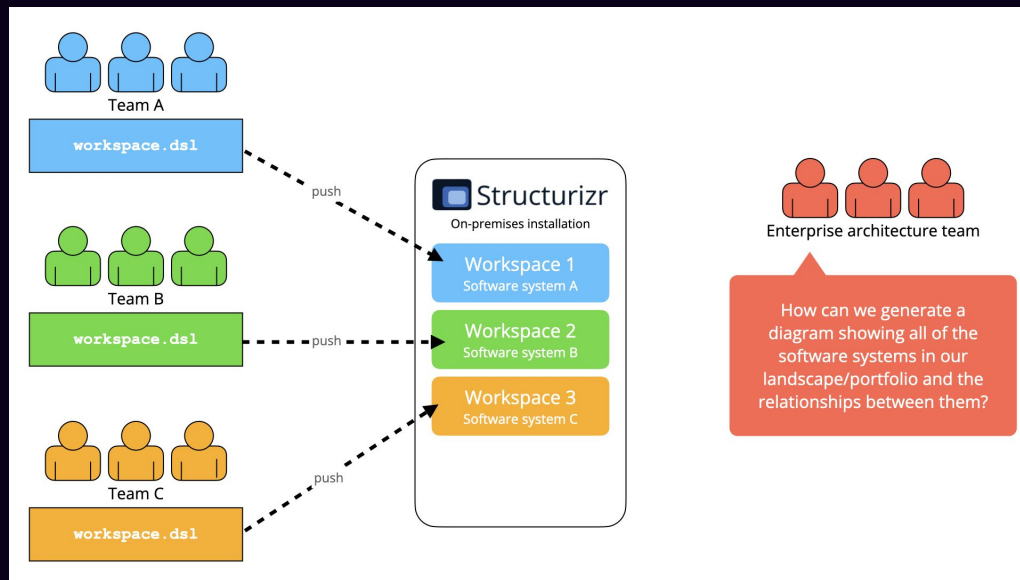 Team A
workspace.dsl
push
Team B
workspace.dsl
push
Team C
workspace.dsl
push
Structurizr
On-premises installation
Workspace 1
Software system A
Workspace 2
Software system B
Workspace 3
Software system C
Enterprise architecture team
How can we generate a
diagram showing all of the
software systems in our
landscape/portfolio and the
relationships between them?